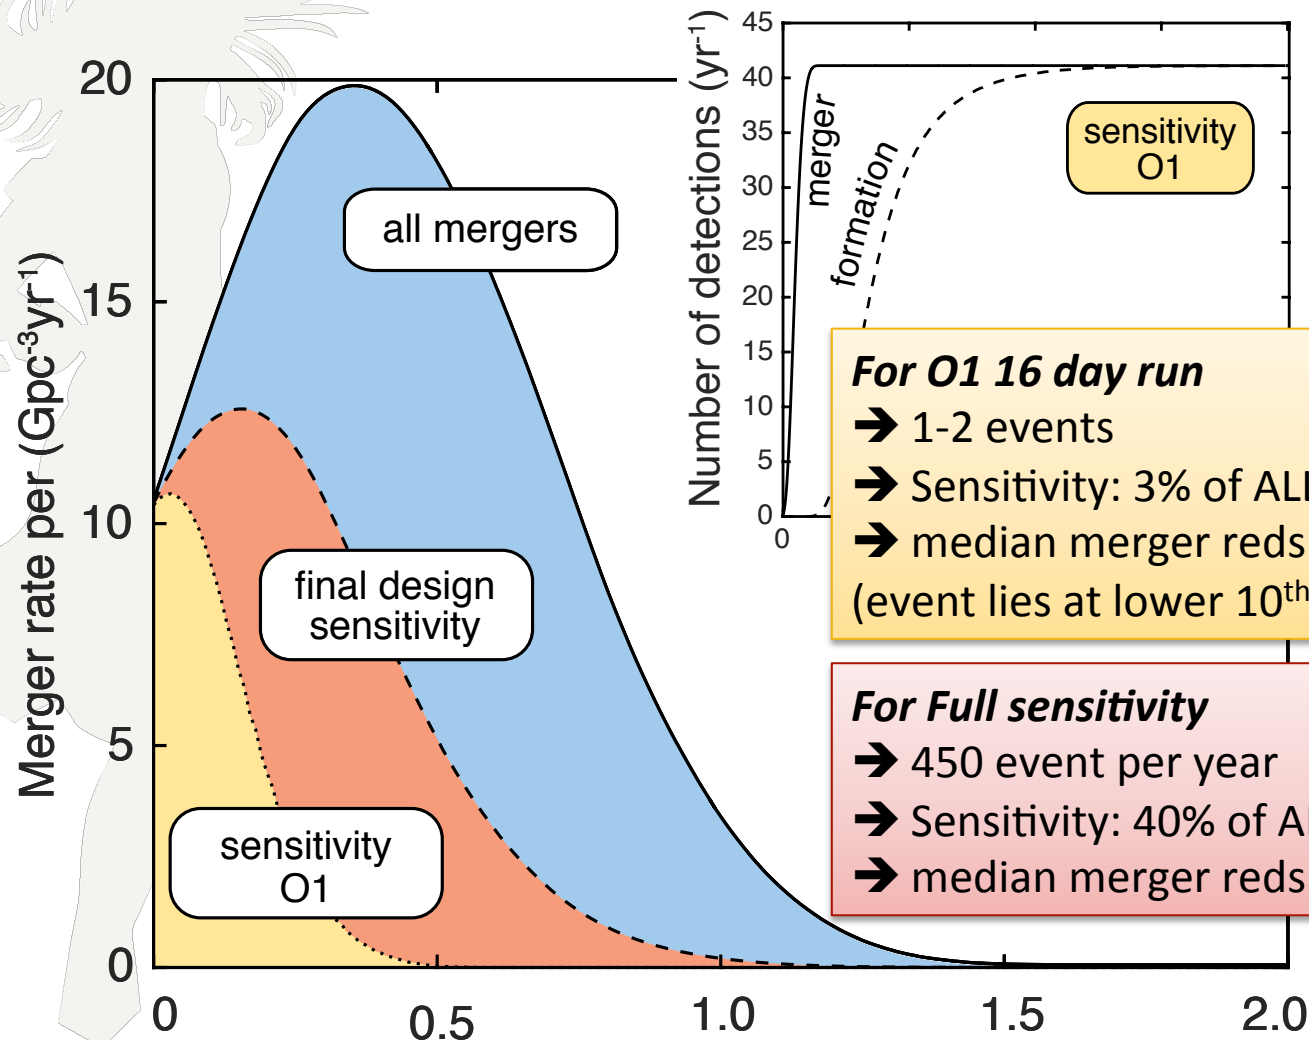 Merger rate per (Gpc-3yr-1)
20
15
10
5
0
0
0.5
1.0
1.5
2.0
all mergers
final design
sensitivity
sensitivity
O1
Number of detections (yr-1)
45
40
35
30
25
20
15
10
5
0
0
merger
formation
sensitivity
O1
For O1 16 day run
➔ 1-2 events
➔ Sensitivity: 3% of
➔ median merger
(event lies at lower 10th
For Full sensitivity
➔ 450 event per year
➔ Sensitivity: 40% of
➔ median merger